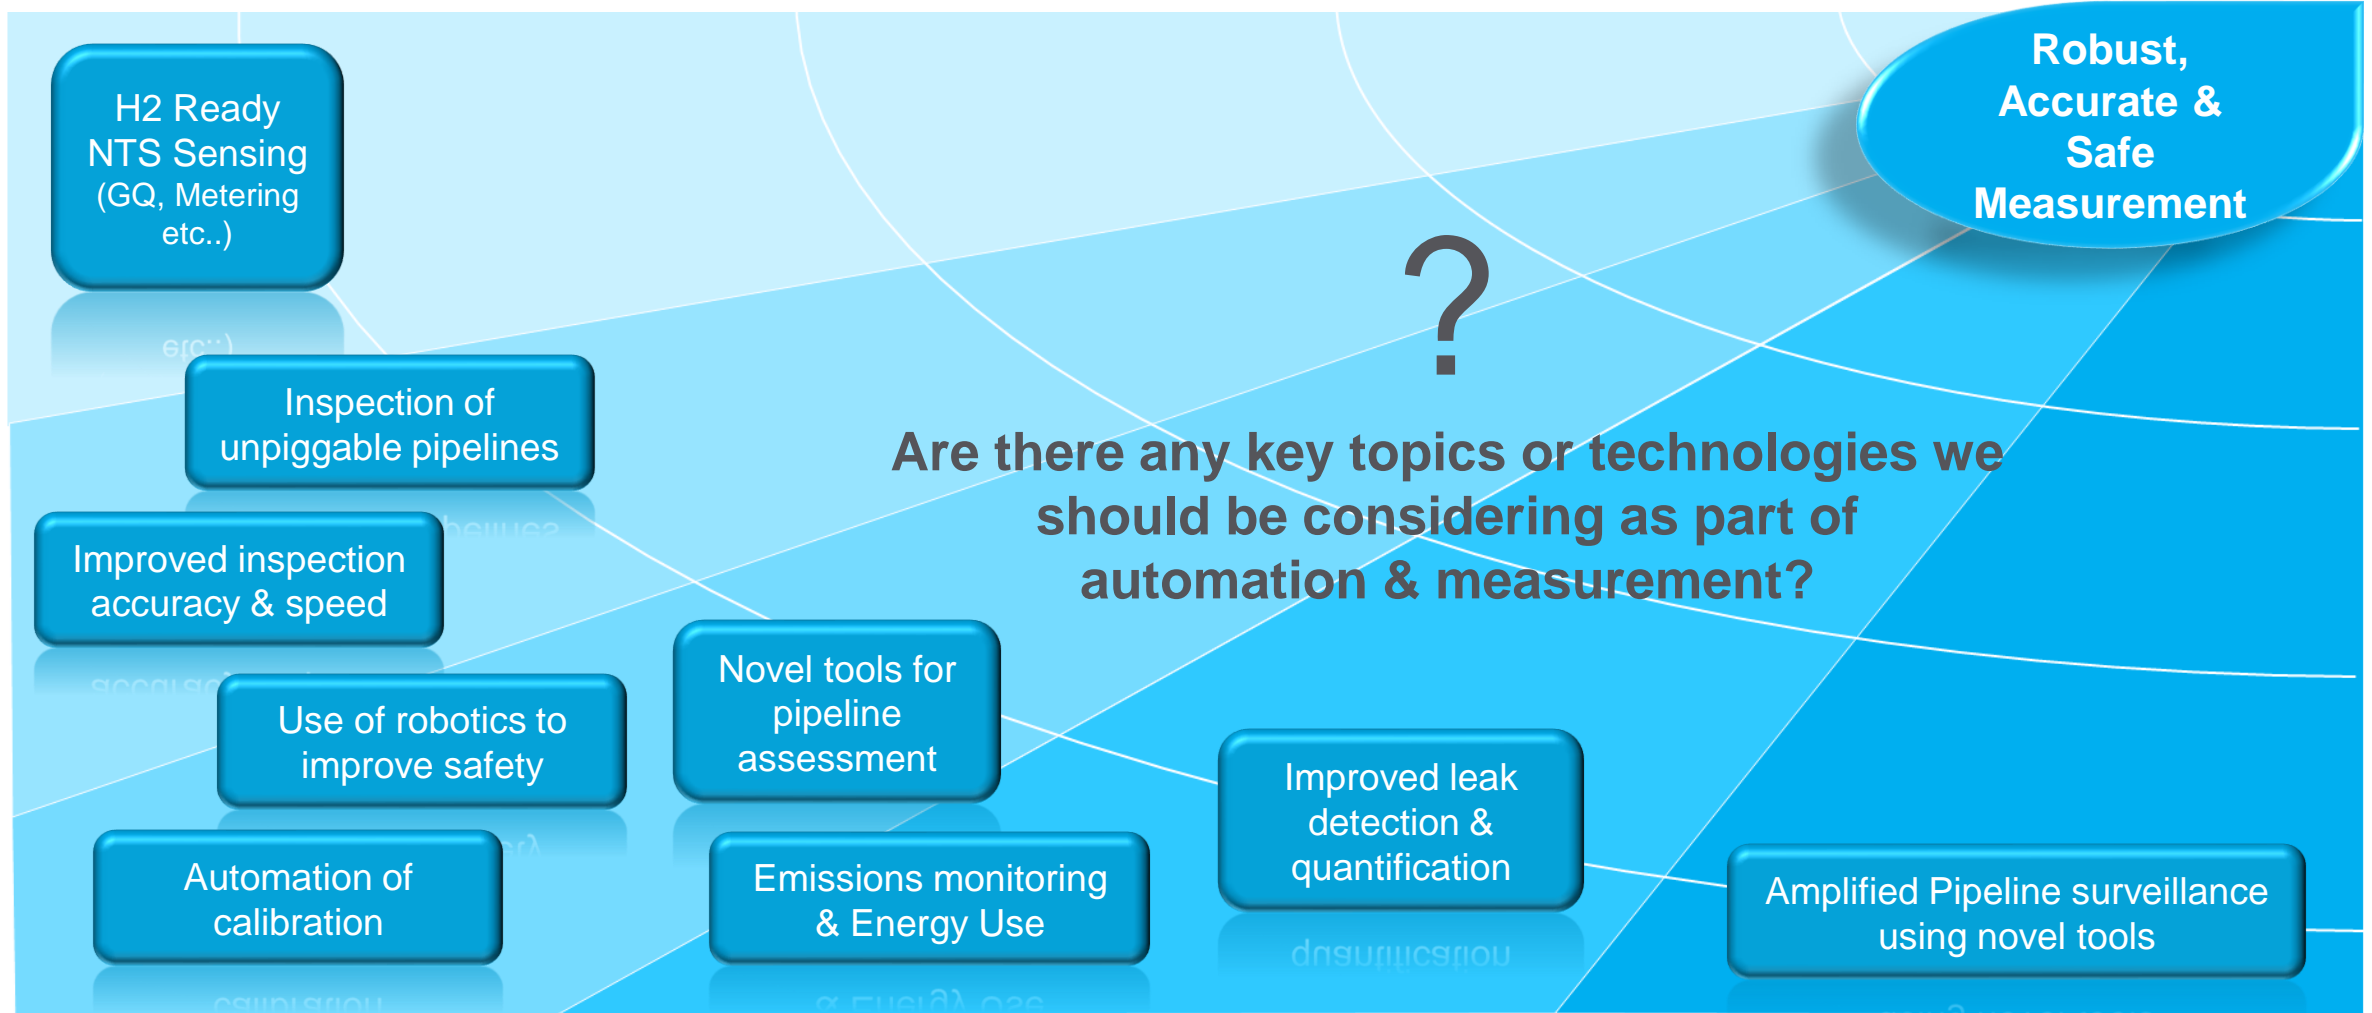 H2 Ready
NTS Sensing
(GQ, Metering
etc..)
Robust,
Accurate &
Safe
Measurement
?
Are there any key topics or technologies we
should be considering as part of
automation & measurement?
Inspection of
unpiggable pipelines
Improved inspection
accuracy & speed
Use of robotics to
improve safety
Automation of
calibration
Novel tools for
pipeline
assessment
Emissions monitoring
& Energy Use
Improved leak
detection &
quantification
Amplified Pipeline surveillance
using novel tools